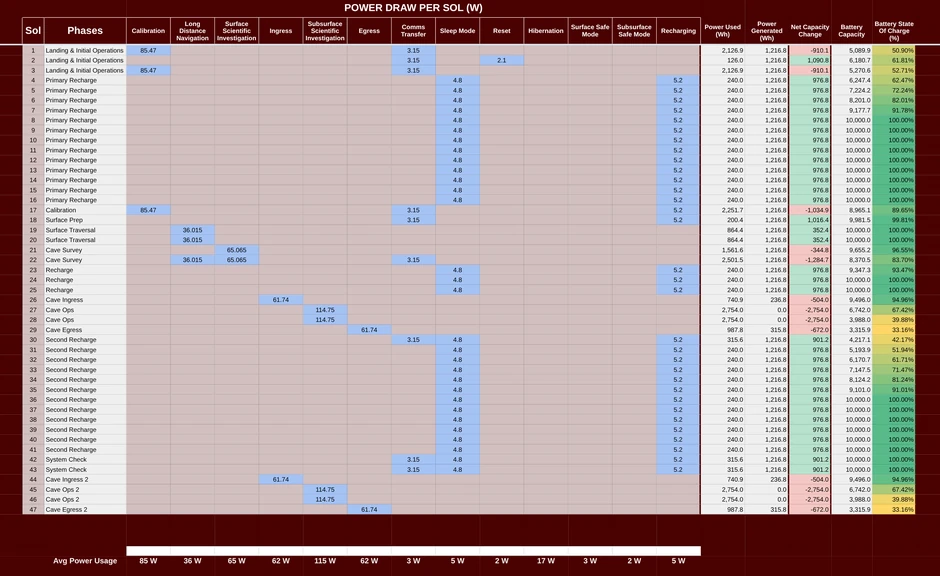 POWER DRAW PER SOL (W)
Sol Phases Calibration Long Distance Navigation Surface Scientific Investigation Ingress Subsurface Scientific Investigation Egress Comms Transfer Sleep Mode Reset Hibernation Surface Safe Mode Subsurface Safe Mode Recharging Power Used (Wh) Power Generated (Wh) Net Capacity Change Battery Capacity Battery State Of Charge (%)
1 Landing & Initial Operations 85.47 3.15 2,126.9 1,216.8 -910.1 5,089.9 50.90%
2 Landing & Initial Operations 3.15 2.1 126.0 1,216.8 1,090.8 6,180.7 61.81%
3 Landing & Initial Operations 85.47 3.15 2,126.9 1,216.8 -910.1 5,270.6 52.71%
4 Primary Recharge 4.8 5.2 240.0 1,216.8 976.8 6,247.4 62.47%
5 Primary Recharge 4.8 5.2 240.0 1,216.8 976.8 7,224.2 72.24%
6 Primary Recharge 4.8 5.2 240.0 1,216.8 976.8 8,201.0 82.01%
7 Primary Recharge 4.8 5.2 240.0 1,216.8 976.8 9,177.7 91.78%
8 Primary Recharge 4.8 5.2 240.0 1,216.8 976.8 10,000.0 100.00%
9 Primary Recharge 4.8 5.2 240.0 1,216.8 976.8 10,000.0 100.00%
10 Primary Recharge 4.8 5.2 240.0 1,216.8 976.8 10,000.0 100.00%
11 Primary Recharge 4.8 5.2 240.0 1,216.8 976.8 10,000.0 100.00%
12 Primary Recharge 4.8 5.2 240.0 1,216.8 976.8 10,000.0 100.00%
13 Primary Recharge 4.8 5.2 240.0 1,216.8 976.8 10,000.0 100.00%
14 Primary Recharge 4.8 5.2 240.0 1,216.8 976.8 10,000.0 100.00%
15 Primary Recharge 4.8 5.2 240.0 1,216.8 976.8 10,000.0 100.00%
16 Primary Recharge 4.8 5.2 240.0 1,216.8 976.8 10,000.0 100.00%
17 Calibration 85.47 3.15 5.2 2,251.7 1,216.8 -1,034.9 8,965.1 89.65%
18 Surface Prep 3.15 5.2 200.4 1,216.8 1,016.4 9,981.5 99.81%
19 Surface Traversal 36.015 864.4 1,216.8 352.4 10,000.0 100.00%
20 Surface Traversal 36.015 864.4 1,216.8 352.4 10,000.0 100.00%
21 Cave Survey 65.065 1,561.6 1,216.8 -344.8 9,655.2 96.55%
22 Cave Survey 36.015 65.065 3.15 2,501.5 1,216.8 -1,284.7 8,370.5 83.70%
23 Recharge 4.8 5.2 240.0 1,216.8 976.8 9,347.3 93.47%
24 Recharge 4.8 5.2 240.0 1,216.8 976.8 10,000.0 100.00%
25 Recharge 4.8 5.2 240.0 1,216.8 976.8 10,000.0 100.00%
26 Cave Ingress 61.74 740.9 236.8 -504.0 9,496.0 94.96%
27 Cave Ops 114.75 2,754.0 0.0 -2,754.0 6,742.0 67.42%
28 Cave Ops 114.75 2,754.0 0.0 -2,754.0 3,988.0 39.88%
29 Cave Egress 61.74 987.8 315.8 -672.0 3,315.9 33.16%
30 Second Recharge 3.15 4.8 5.2 315.6 1,216.8 901.2 4,217.1 42.17%
31 Second Recharge 4.8 5.2 240.0 1,216.8 976.8 5,193.9 51.94%
32 Second Recharge 4.8 5.2 240.0 1,216.8 976.8 6,170.7 61.71%
33 Second Recharge 4.8 5.2 240.0 1,216.8 976.8 7,147.5 71.47%
34 Second Recharge 4.8 5.2 240.0 1,216.8 976.8 8,124.2 81.24%
35 Second Recharge 4.8 5.2 240.0 1,216.8 976.8 9,101.0 91.01%
36 Second Recharge 4.8 5.2 240.0 1,216.8 976.8 10,000.0 100.00%
37 Second Recharge 4.8 5.2 240.0 1,216.8 976.8 10,000.0 100.00%
38 Second Recharge 4.8 5.2 240.0 1,216.8 976.8 10,000.0 100.00%
39 Second Recharge 4.8 5.2 240.0 1,216.8 976.8 10,000.0 100.00%
40 Second Recharge 4.8 5.2 240.0 1,216.8 976.8 10,000.0 100.00%
41 Second Recharge 4.8 5.2 240.0 1,216.8 976.8 10,000.0 100.00%
42 System Check 3.15 4.8 5.2 315.6 1,216.8 901.2 10,000.0 100.00%
43 System Check 3.15 4.8 5.2 315.6 1,216.8 901.2 10,000.0 100.00%
44 Cave Ingress 2 61.74 740.9 236.8 -504.0 9,496.0 94.96%
45 Cave Ops 2 114.75 2,754.0 0.0 -2,754.0 6,742.0 67.42%
46 Cave Ops 2 114.75 2,754.0 0.0 -2,754.0 3,988.0 39.88%
47 Cave Egress 2 61.74 987.8 315.8 -672.0 3,315.9 33.16%
Avg Power Usage 85 W 36 W 65 W 62 W 115 W 62 W 3 W 5 W 2 W 17 W 3 W 2 W 5 W